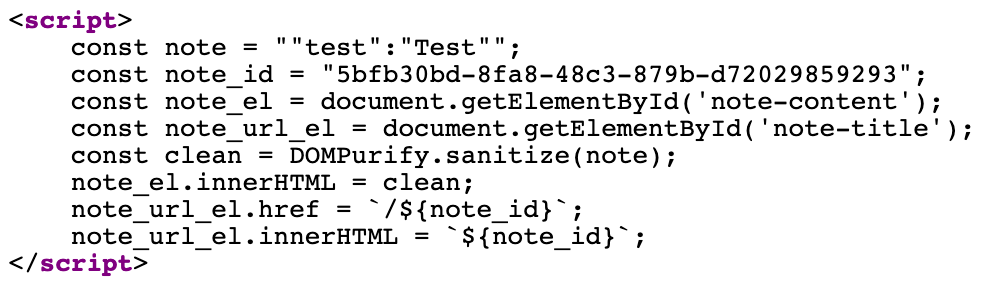 <script>
    const note = ""test":"Test"";
    const note_id = "5bfb30bd-8fa8-48c3-879b-d72029859293";
    const note_el = document.getElementById('note-content');
    const note_url_el = document.getElementById('note-title');
    const clean = DOMPurify.sanitize(note);
    note_el.innerHTML = clean;
    note_url_el.href = `/${note_id}`;
    note_url_el.innerHTML = `${note_id}`;
</script>